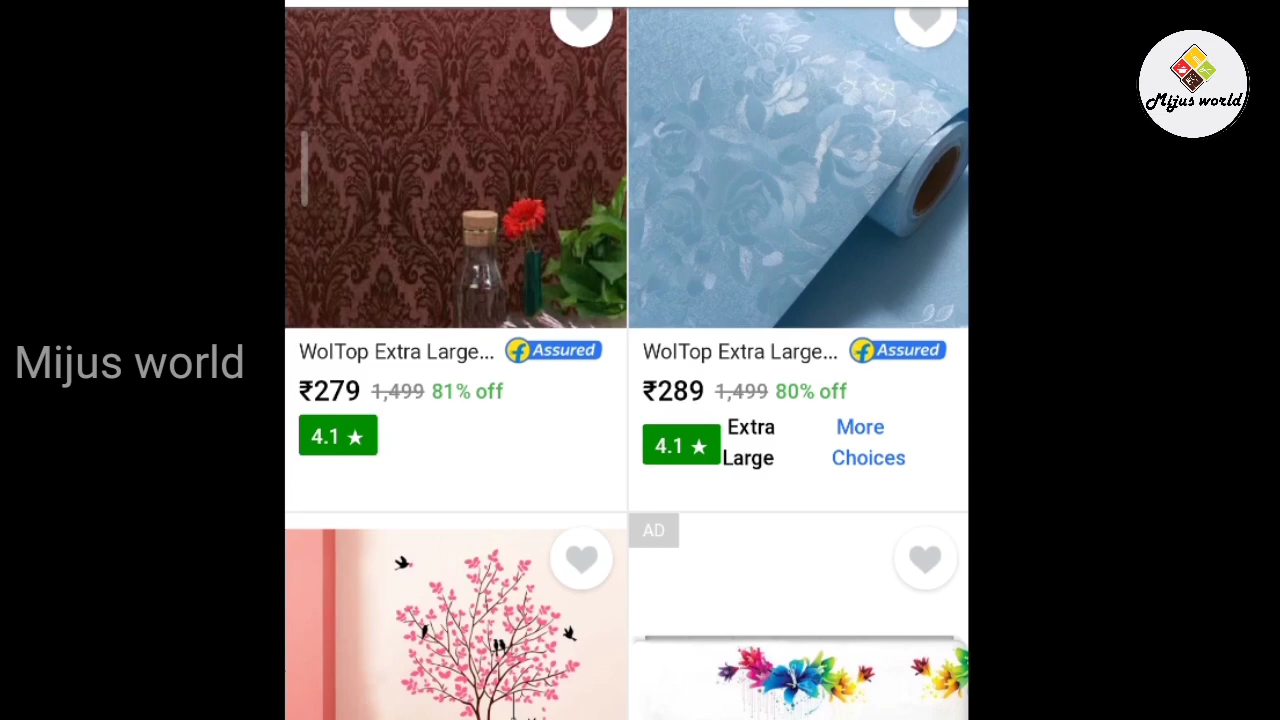 Mijus world
Mijus world
WolTop Extra Large... f Assured
₹279 1,499 81% off
4.1 ★
WolTop Extra Large... f Assured
₹289 1,499 80% off
4.1 ★ Extra Large More Choices
AD